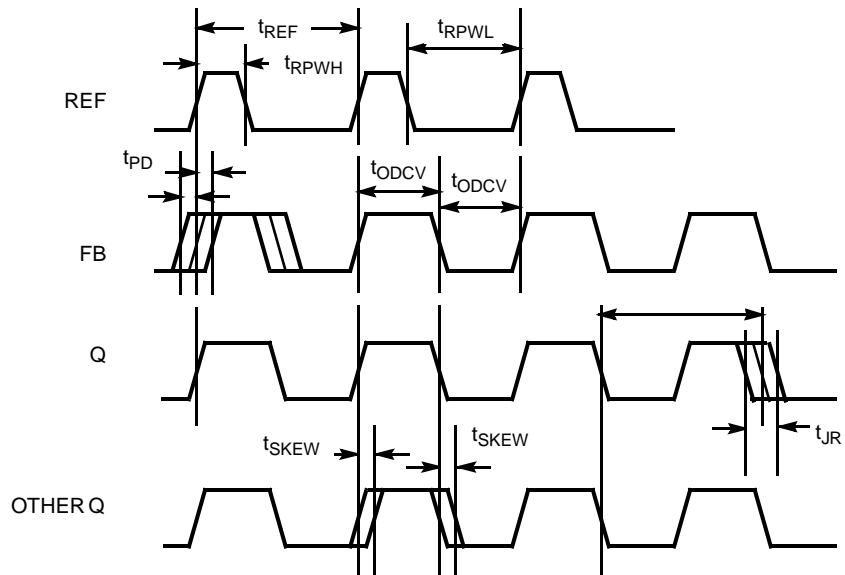 tREF
tRPWL
tRPWH
REF
tPD
tODCV
tODCV
FB
Q
tJR
tSKEW
tSKEW
OTHER Q